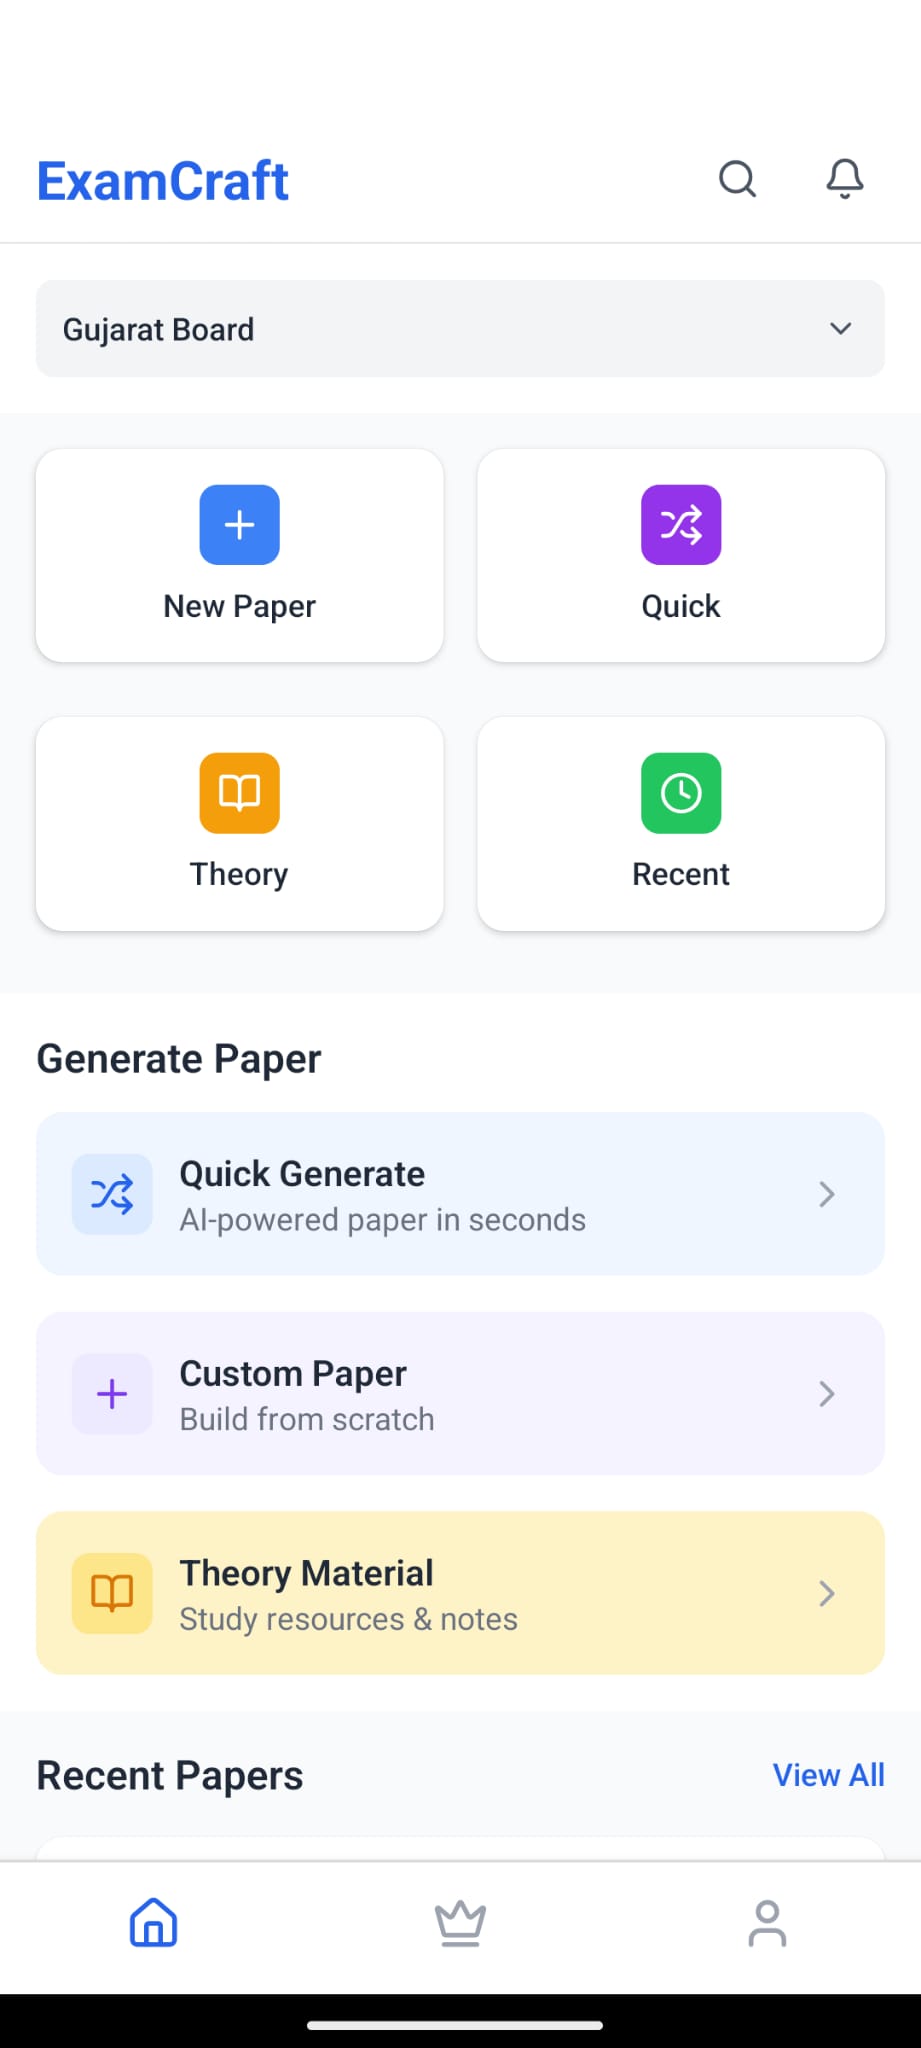 ExamCraft
Gujarat Board
New Paper
Quick
Theory
Recent
Generate Paper
Quick Generate
AI-powered paper in seconds
Custom Paper
Build from scratch
Theory Material
Study resources & notes
Recent Papers
View All